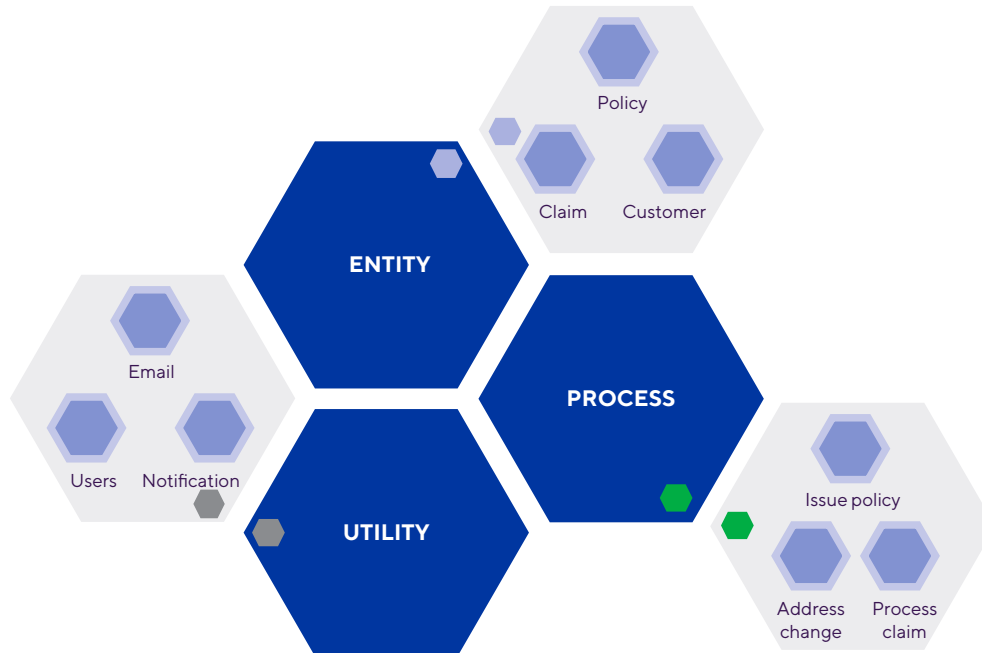 Policy
Claim
Customer
ENTITY
Email
Users
Notification
PROCESS
UTILITY
Issue policy
Address
change
Process
claim